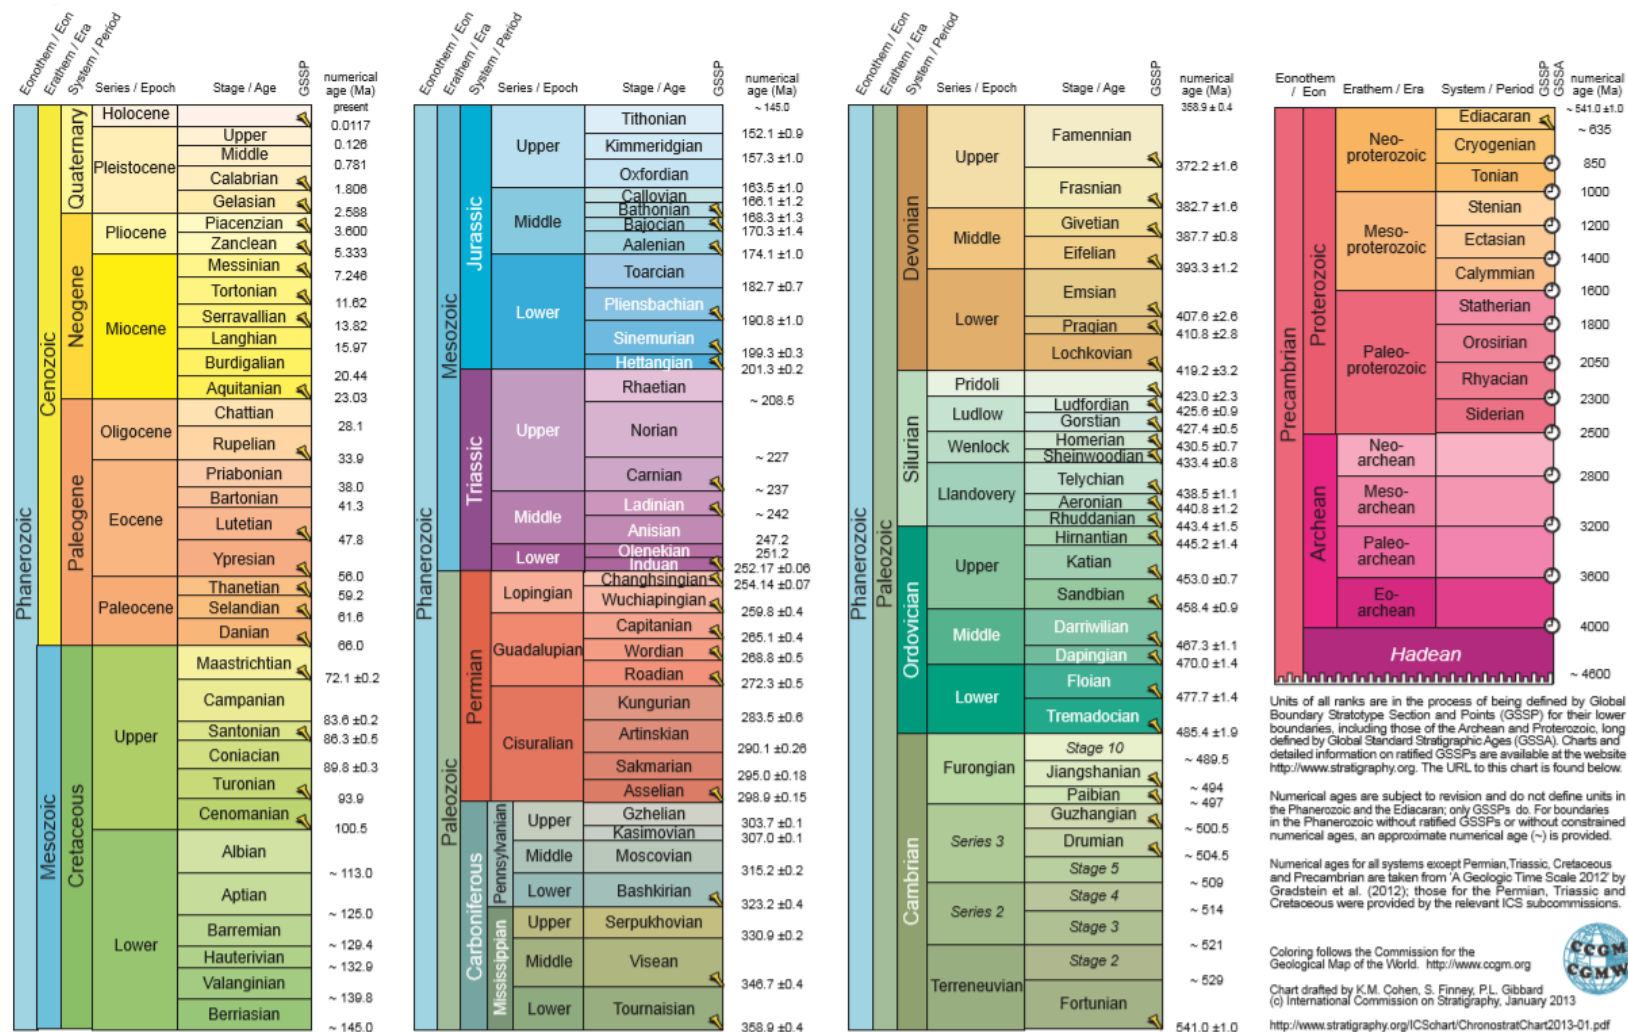 Eonothem / Eon
Erathem / Era
System / Period
Series / Epoch
Stage / Age
GSSP
numerical
age (Ma)
Phanerozoic
Cenozoic
Mesozoic
Quaternary
Neogene
Paleogene
Cretaceous
Holocene
Pleistocene
Pliocene
Miocene
Oligocene
Eocene
Paleocene
Upper
Lower
Upper
Middle
Calabrian
Gelasian
Piacenzian
Zanclean
Messinian
Tortonian
Serravallian
Langhian
Burdigalian
Aquitanian
Chattian
Rupelian
Priabonian
Bartonian
Lutetian
Ypresian
Thanetian
Selandian
Danian
Maastrichtian
Campanian
Santonian
Coniacian
Turonian
Cenomanian
Albian
Aptian
Barremian
Hauterivian
Valanginian
Berriasian
present
0.0117
0.126
0.781
1.806
2.588
3.600
5.333
7.246
11.62
13.82
15.97
20.44
23.03
28.1
33.9
38.0
41.3
47.8
56.0
59.2
61.6
66.0
72.1 ±0.2
83.6 ±0.2
86.3 ±0.5
89.8 ±0.3
93.9
100.5
~ 113.0
~ 125.0
~ 129.4
~ 132.9
~ 139.8
~ 145.0
Eonothem / Eon
Erathem / Era
System / Period
Series / Epoch
Stage / Age
GSSP
numerical
age (Ma)
Phanerozoic
Mesozoic
Paleozoic
Jurassic
Triassic
Permian
Carboniferous
Pennsylvanian
Mississippian
Upper
Middle
Lower
Upper
Middle
Lower
Lopingian
Guadalupian
Cisuralian
Upper
Middle
Lower
Upper
Middle
Lower
Tithonian
Kimmeridgian
Oxfordian
Callovian
Bathonian
Bajocian
Aalenian
Toarcian
Pliensbachian
Sinemurian
Hettangian
Rhaetian
Norian
Carnian
Ladinian
Anisian
Olenekian
Induan
Changhsingian
Wuchiapingian
Capitanian
Wordian
Roadian
Kungurian
Artinskian
Sakmarian
Asselian
Gzhelian
Kasimovian
Moscovian
Bashkirian
Serpukhovian
Visean
Tournaisian
~ 145.0
152.1 ±0.9
157.3 ±1.0
163.5 ±1.0
166.1 ±1.2
168.3 ±1.3
170.3 ±1.4
174.1 ±1.0
182.7 ±0.7
190.8 ±1.0
199.3 ±0.3
201.3 ±0.2
~ 208.5
~ 227
~ 237
~ 242
247.2
251.2
252.17 ±0.06
254.14 ±0.07
259.8 ±0.4
265.1 ±0.4
268.8 ±0.5
272.3 ±0.5
283.5 ±0.6
290.1 ±0.26
295.0 ±0.18
298.9 ±0.15
303.7 ±0.1
307.0 ±0.1
315.2 ±0.2
323.2 ±0.4
330.9 ±0.2
346.7 ±0.4
358.9 ±0.4
Eonothem / Eon
Erathem / Era
System / Period
Series / Epoch
Stage / Age
GSSP
numerical
age (Ma)
Phanerozoic
Paleozoic
Devonian
Silurian
Ordovician
Cambrian
Upper
Middle
Lower
Pridoli
Ludlow
Wenlock
Llandovery
Upper
Middle
Lower
Furongian
Series 3
Series 2
Terreneuvian
Famennian
Frasnian
Givetian
Eifelian
Emsian
Pragian
Lochkovian
Ludfordian
Gorstian
Homerian
Sheinwoodian
Telychian
Aeronian
Rhuddanian
Hirnantian
Katian
Sandbian
Darriwilian
Dapingian
Floian
Tremadocian
Stage 10
Jiangshanian
Paibian
Guzhangian
Drumian
Stage 5
Stage 4
Stage 3
Stage 2
Fortunian
358.9 ± 0.4
372.2 ±1.6
382.7 ±1.6
387.7 ±0.8
393.3 ±1.2
407.6 ±2.6
410.8 ±2.8
419.2 ±3.2
423.0 ±2.3
425.6 ±0.9
427.4 ±0.5
430.5 ±0.7
433.4 ±0.8
438.5 ±1.1
440.8 ±1.2
443.4 ±1.5
445.2 ±1.4
453.0 ±0.7
458.4 ±0.9
467.3 ±1.1
470.0 ±1.4
477.7 ±1.4
485.4 ±1.9
~ 489.5
~ 494
~ 497
~ 500.5
~ 504.5
~ 509
~ 514
~ 521
~ 529
541.0 ±1.0
Eonothem
/ Eon
Erathem / Era
System / Period
GSSP
GSSA
numerical
age (Ma)
Precambrian
Proterozoic
Archean
Hadean
Neo-
proterozoic
Meso-
proterozoic
Paleo-
proterozoic
Neo-
archean
Meso-
archean
Paleo-
archean
Eo-
archean
Ediacaran
Cryogenian
Tonian
Stenian
Ectasian
Calymmian
Statherian
Orosirian
Rhyacian
Siderian
~ 541.0 ±1.0
~ 635
850
1000
1200
1400
1600
1800
2050
2300
2500
2800
3200
3600
4000
~ 4600
Units of all ranks are in the process of being defined by Global
Boundary Stratotype Section and Points (GSSP) for their lower
boundaries, including those of the Archean and Proterozoic, long
defined by Global Standard Stratigraphic Ages (GSSA). Charts and
detailed information on ratified GSSPs are available at the website
http://www.stratigraphy.org. The URL to this chart is found below.
Numerical ages are subject to revision and do not define units in
the Phanerozoic and the Ediacaran; only GSSPs do. For boundaries
in the Phanerozoic without ratified GSSPs or without constrained
numerical ages, an approximate numerical age (~) is provided.
Numerical ages for all systems except Permian,Triassic, Cretaceous
and Precambrian are taken from 'A Geologic Time Scale 2012' by
Gradstein et al. (2012); those for the Permian, Triassic and
Cretaceous were provided by the relevant ICS subcommissions.
Coloring follows the Commission for the
Geological Map of the World. http://www.ccgm.org
CCGM
CGMW
Chart drafted by K.M. Cohen, S. Finney, P.L. Gibbard
(c) International Commission on Stratigraphy, January 2013
http://www.stratigraphy.org/ICSchart/ChronostratChart2013-01.pdf